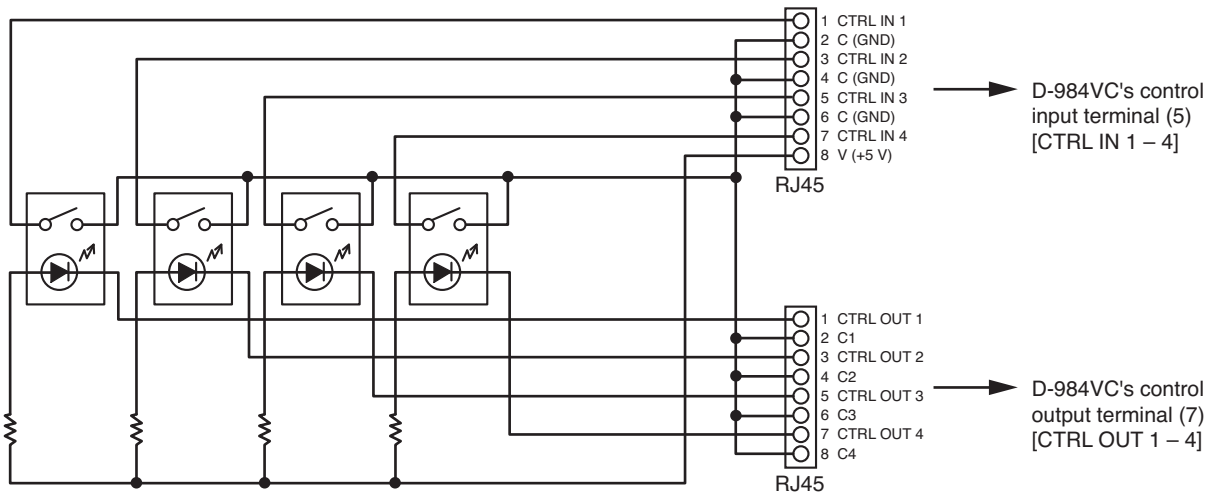 1 CTRL IN 1
2 C (GND)
3 CTRL IN 2
4 C (GND)
5 CTRL IN 3
6 C (GND)
7 CTRL IN 4
8 V (+5 V)
RJ45
D-984VC's control
input terminal (5)
[CTRL IN 1 – 4]
1 CTRL OUT 1
2 C1
3 CTRL OUT 2
4 C2
5 CTRL OUT 3
6 C3
7 CTRL OUT 4
8 C4
RJ45
D-984VC's control
output terminal (7)
[CTRL OUT 1 – 4]